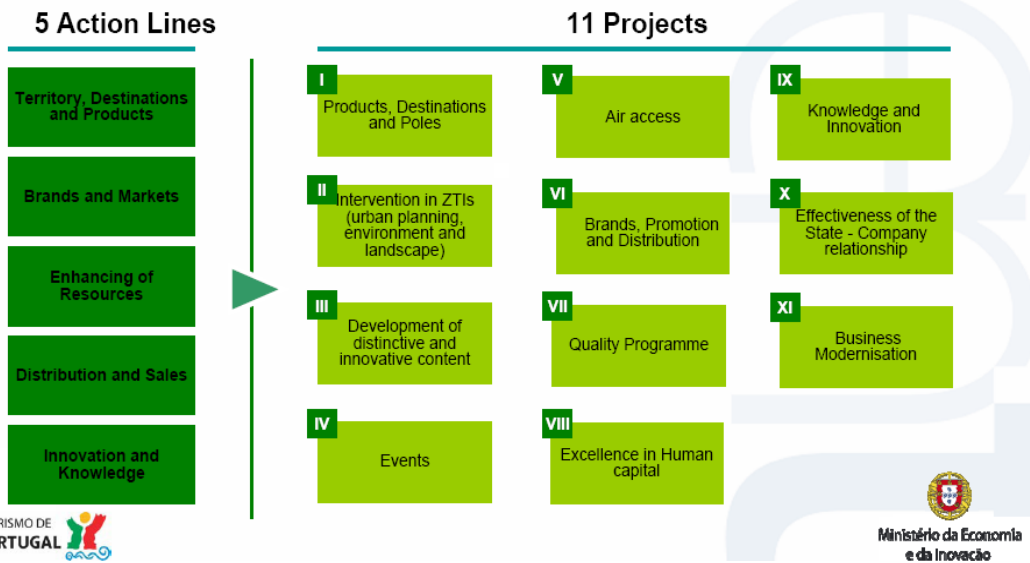 5 Action Lines
11 Projects
Territory, Destinations
and Products
Brands and Markets
Enhancing of
Resources
Distribution and Sales
Innovation and
Knowledge
I
Products, Destinations
and Poles
II
Intervention in ZTIs
(urban planning,
environment and
landscape)
III
Development of
distinctive and
innovative content
IV
Events
V
Air access
VI
Brands, Promotion
and Distribution
VII
Quality Programme
VIII
Excellence in Human
capital
IX
Knowledge and
Innovation
X
Effectiveness of the
State - Company
relationship
XI
Business
Modernisation
RISMO DE
RTUGAL
Ministério da Economia
e da Inovação